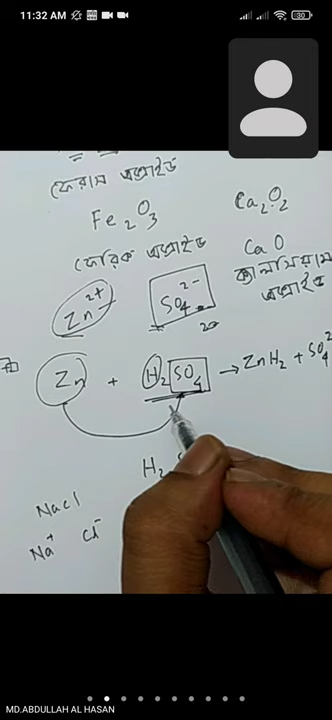 11:32 AM
30
ফেরাস অক্সাইড
Fe₂O₃
Ca₂O₂
ফেরিক অক্সাইড
CaO
ক্যালসিয়াম
অক্সাইড
Zn²⁺
SO₄²⁻
Zn + H₂SO₄ → ZnH₂ + SO₄²
H₂
NaCl
Na⁺ Cl⁻
MD.ABDULLAH AL HASAN